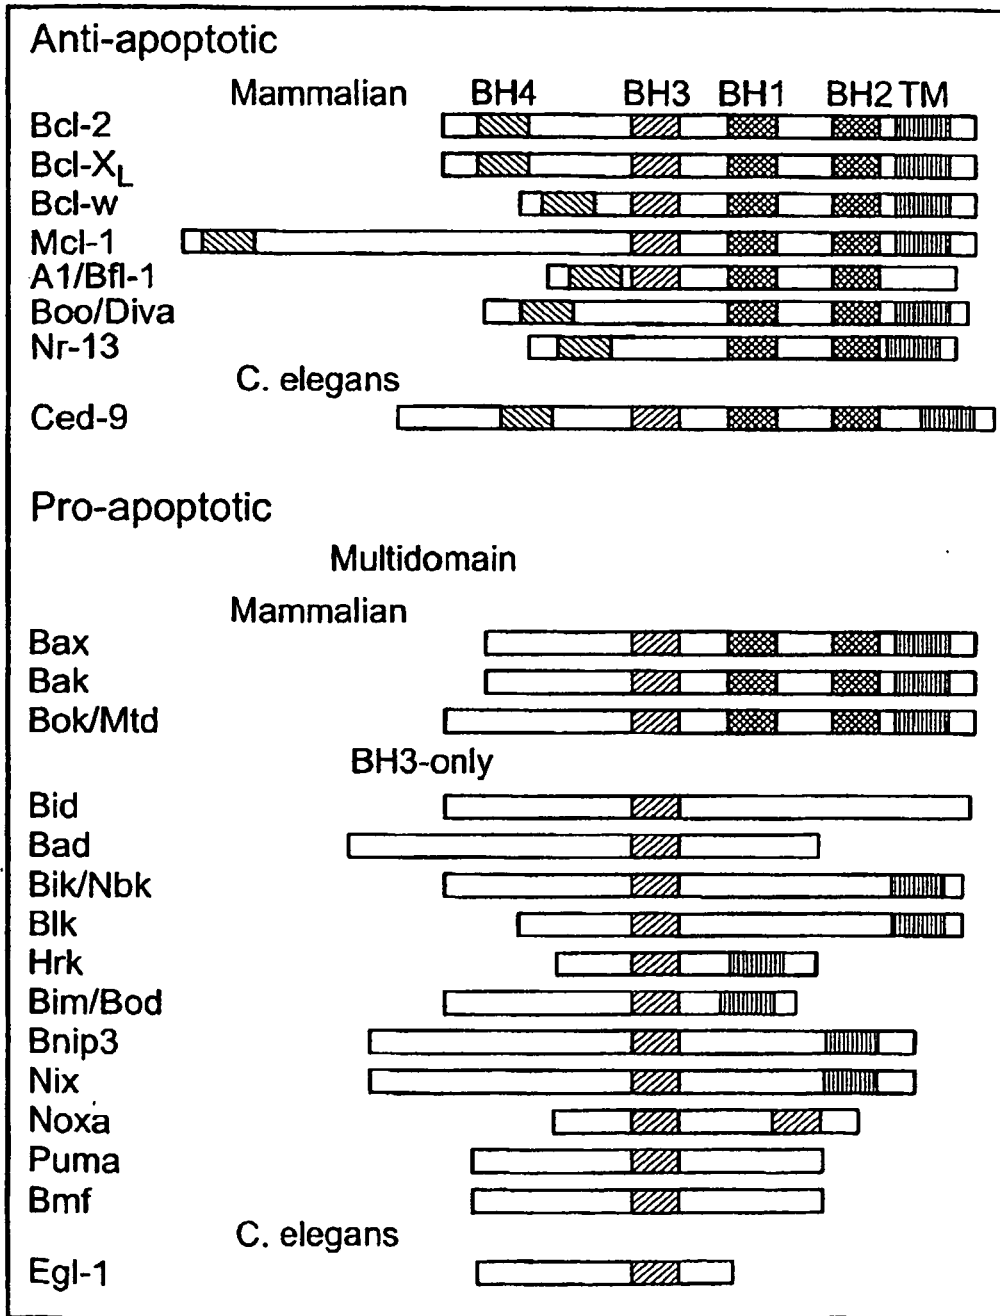 Anti-apoptotic
Mammalian BH4 BH3 BH1 BH2 TM
Bcl-2
Bcl-XL
Bcl-w
Mcl-1
A1/Bfl-1
Boo/Diva
Nr-13
C. elegans
Ced-9
Pro-apoptotic
Multidomain
Mammalian
Bax
Bak
Bok/Mtd
BH3-only
Bid
Bad
Bik/Nbk
Blk
Hrk
Bim/Bod
Bnip3
Nix
Noxa
Puma
Bmf
C. elegans
Egl-1